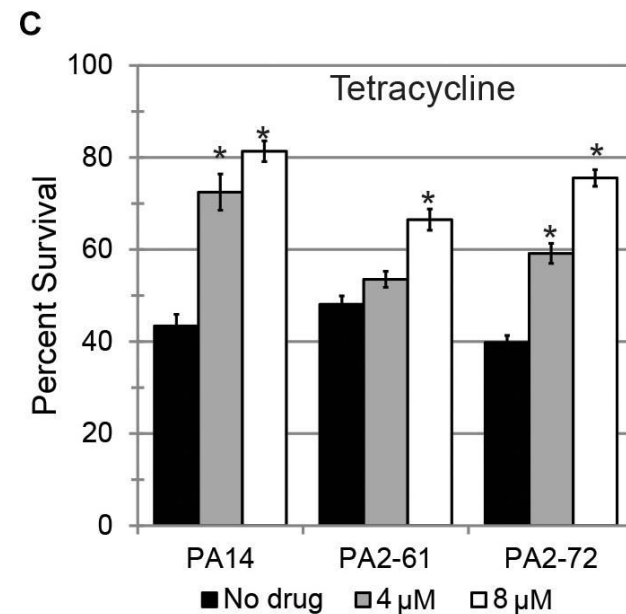 C
Tetracycline
Percent Survival
100
80
60
40
20
0
* * * * *
PA14 PA2-61 PA2-72
No drug 4 µM 8 µM